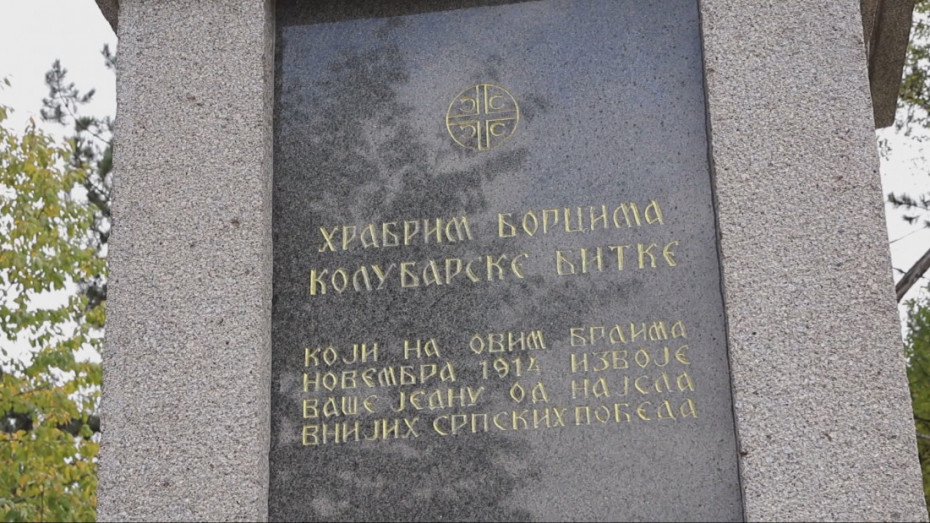 ХРАБРИМ БОРЦИМА
КОЛУБАРСКЕ БИТКЕ
КОЈИ НА ОВИМ БРДИМА
НОВЕМБРА 1914 ИЗВОЈЕ
ВАШЕ ЈЕДНУ ОД НАЈСЛА
ВНИЈИХ СРПСКИХ ПОБЕДА